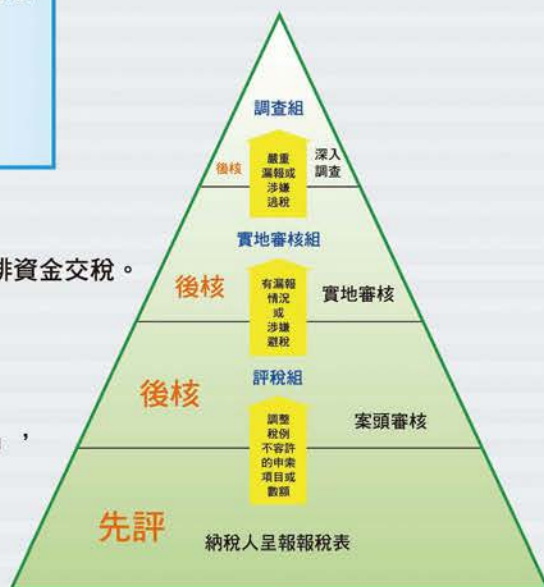 調查組
後核
嚴重
漏報或
涉嫌
逃稅
深入
調查
實地審核組
排資金交稅。
後核
有漏報
情況
或
涉嫌
避稅
實地審核
評稅組
後核
調整
稅例
不容許
的申索
項目或
數額
案頭審核
」，
先評
納稅人呈報報稅表